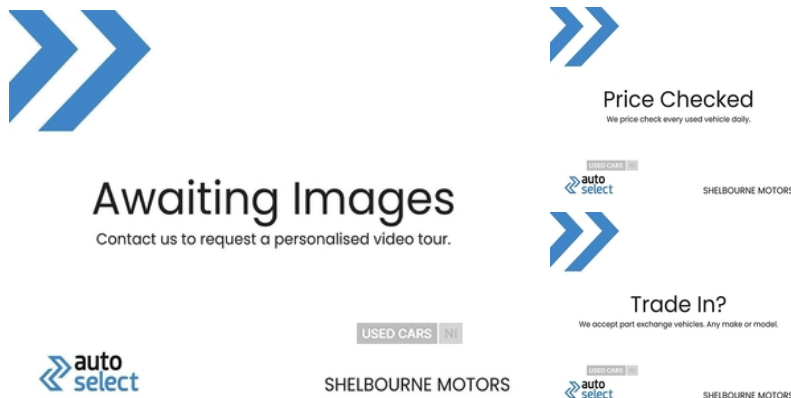 Awaiting Images
Contact us to request a personalised video tour.
USED CARS NI
auto
select
SHELBOURNE MOTORS
Price Checked
We price check every used vehicle daily.
USED CARS NI
auto
select
SHELBOURNE MOTORS
Trade In?
We accept part exchange vehicles. Any make or model.
USED CARS NI
auto
select
SHELBOURNE MOTORS